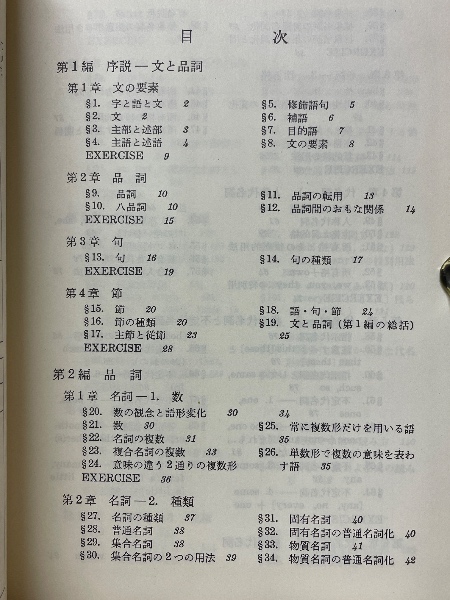 目次
第1編 序説—文と品詞
第1章 文の要素
§1. 字と語と文 2
§2. 文 2
§3. 主部と述部 3
§4. 主語と述語 4
EXERCISE 9
§5. 修飾語句 5
§6. 補語 6
§7. 目的語 7
§8. 文の要素 8
第2章 品詞
§9. 品詞 10
§10. 八品詞 10
EXERCISE 15
§11. 品詞の転用 13
§12. 品詞間のおもな関係 14
第3章 句
§13. 句 16
EXERCISE 19
§14. 句の種類 17
第4章 節
§15. 節 20
§16. 節の種類 20
§17. 主節と従節 23
EXERCISE 28
§18. 語・句・節 24
§19. 文と品詞(第1編の総括)
25
第2編 品詞
第1章 名詞—1. 数
§20. 数の観念と語形変化 30
§21. 数 30
§22. 名詞の複数 31
§23. 複合名詞の複数 33
§24. 意味の違う2通りの複数形
34
EXERCISE 36
§25. 常に複数形だけを用いる語
35
§26. 単数形で複数の意味を表わ
す語 35
第2章 名詞—2. 種類
§27. 名詞の種類 37
§28. 普通名詞 38
§29. 集合名詞 38
§30. 集合名詞の2つの用法 39
§31. 固有名詞 40
§32. 固有名詞の普通名詞化 40
§33. 物質名詞 41
§34. 物質名詞の普通名詞化 42